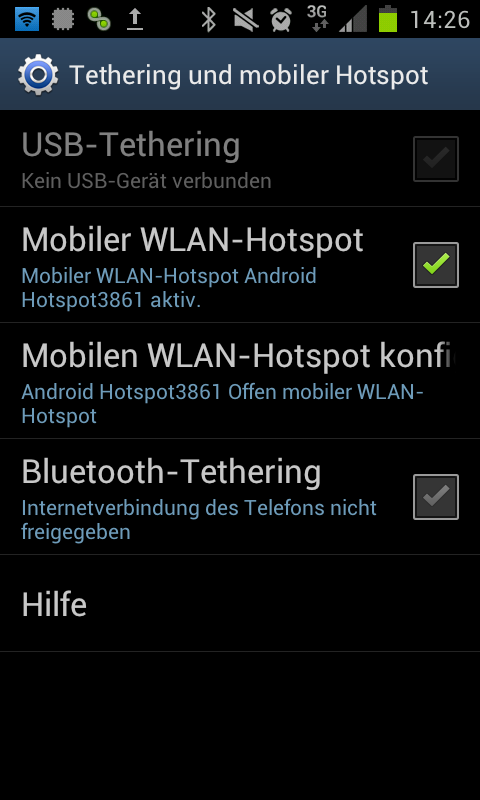 3G 14:26
Tethering und mobiler Hotspot
USB-Tethering
Kein USB-Gerät verbunden
Mobiler WLAN-Hotspot
Mobiler WLAN-Hotspot Android
Hotspot3861 aktiv.
Mobilen WLAN-Hotspot konfi
Android Hotspot3861 Offen mobiler WLAN-
Hotspot
Bluetooth-Tethering
Internetverbindung des Telefons nicht
freigegeben
Hilfe